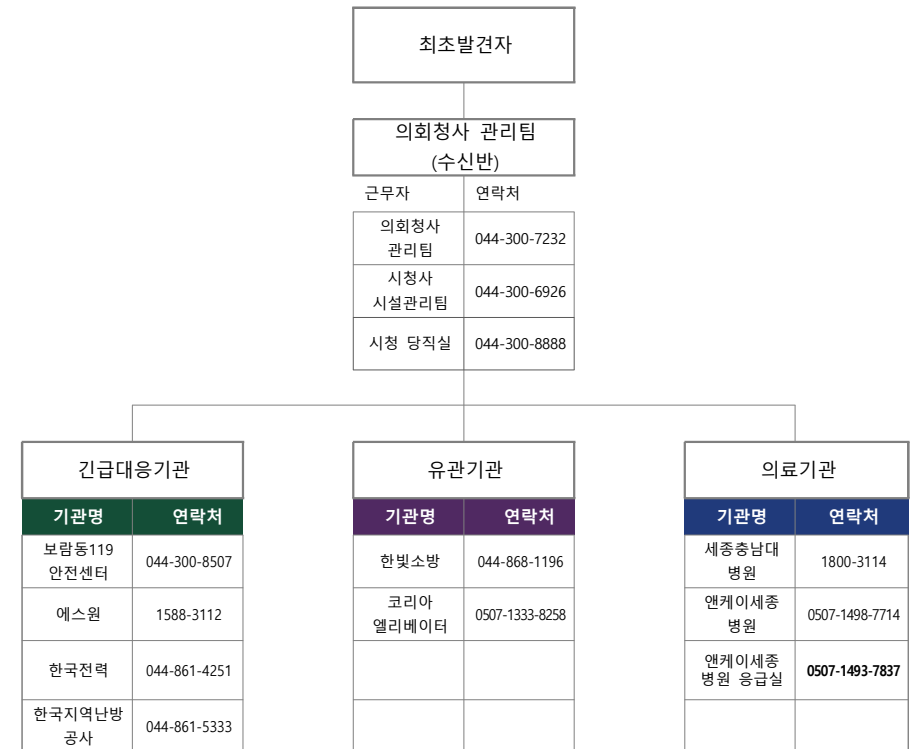 최초발견자
의회청사 관리팀
(수신반)
근무자 연락처
의회청사
관리팀
044-300-7232
시청사
시설관리팀
044-300-6926
시청 당직실 044-300-8888
긴급대응기관
기관명 연락처
보람동119
안전센터
044-300-8507
에스원 1588-3112
한국전력 044-861-4251
한국지역난방
공사
044-861-5333
유관기관
기관명 연락처
한빛소방 044-868-1196
코리아
엘리베이터
0507-1333-8258
의료기관
기관명 연락처
세종충남대
병원
1800-3114
앤케이세종
병원
0507-1498-7714
앤케이세종
병원 응급실
0507-1493-7837